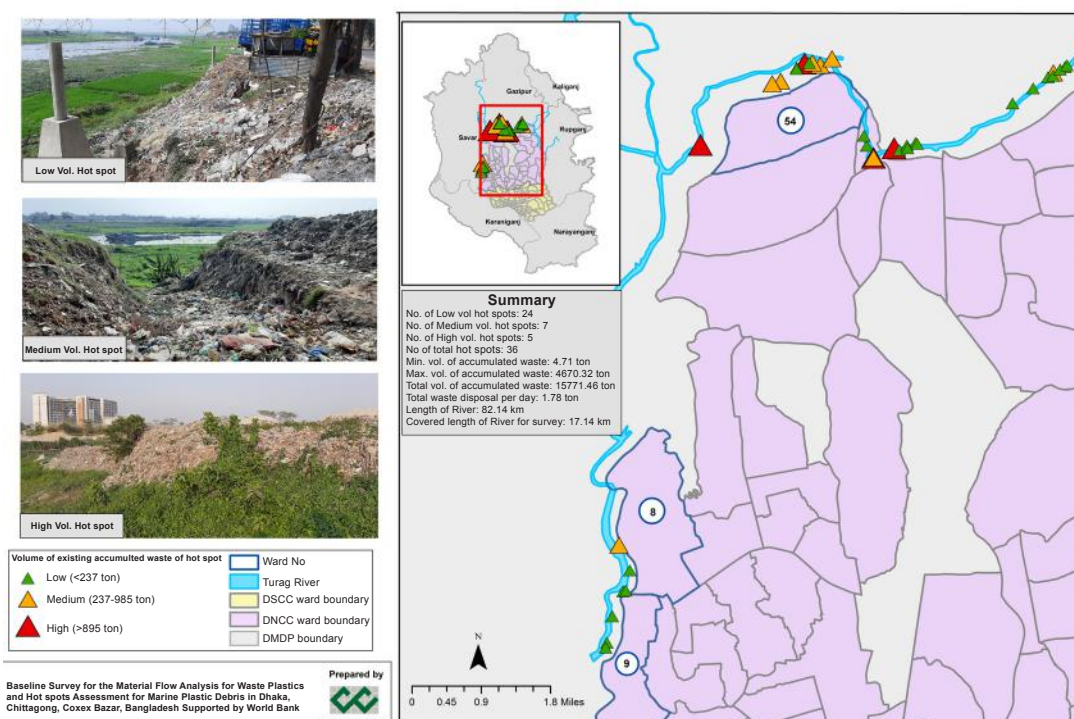 Low Vol. Hot spot
Medium Vol. Hot spot
High Vol. Hot spot
Volume of existing accumulted waste of hot spot
Low (<237 ton)
Medium (237-985 ton)
High (>895 ton)
Ward No
Turag River
DSCC ward boundary
DNCC ward boundary
DMDP boundary
Baseline Survey for the Material Flow Analysis for Waste Plastics
and Hot spots Assessment for Marine Plastic Debris in Dhaka,
Chittagong, Coxex Bazar, Bangladesh Supported by World Bank
Prepared by
Gazipur
Kaliganj
Savar
Rupganj
Keraniganj
Narayanganj
Summary
No. of Low vol hot spots: 24
No. of Medium vol. hot spots: 7
No. of High vol. hot spots: 5
No of total hot spots: 36
Min. vol. of accumulated waste: 4.71 ton
Max. vol. of accumulated waste: 4670.32 ton
Total vol. of accumulated waste: 15771.46 ton
Total waste disposal per day: 1.78 ton
Length of River: 82.14 km
Covered length of River for survey: 17.14 km
54
8
9
N
0 0.45 0.9 1.8 Miles